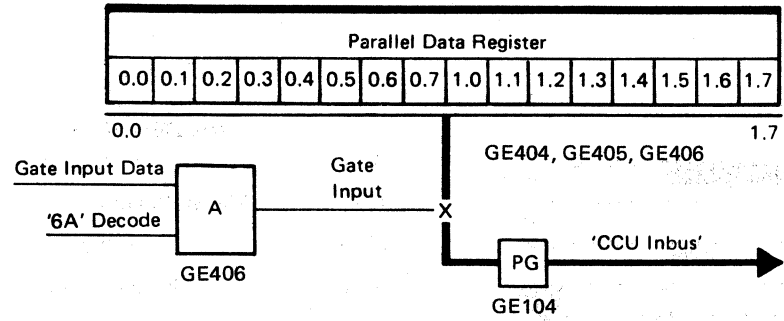 Parallel Data Register
0.0 0.1 0.2 0.3 0.4 0.5 0.6 0.7 1.0 1.1 1.2 1.3 1.4 1.5 1.6 1.7
0.0 1.7
GE404, GE405, GE406
Gate Input Data
Gate
Input
A
X
'6A' Decode
'CCU Inbus'
PG
GE406
GE104